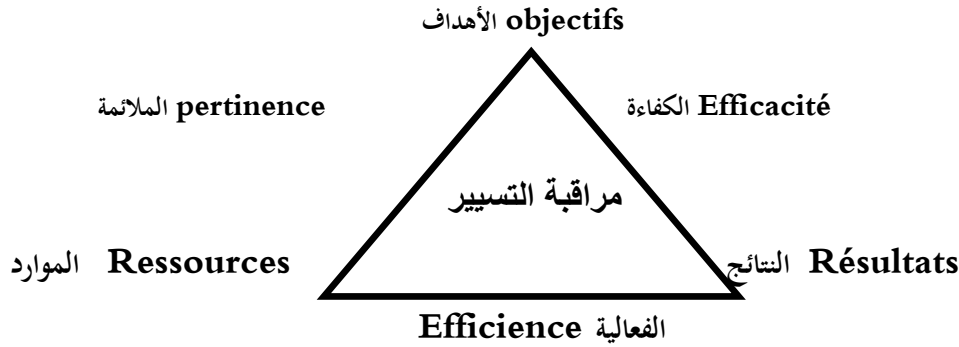 الأهداف objectifs
الملائمة pertinence
الكفاءة Efficacité
مراقبة التسيير
الموارد Ressources
النتائج Résultats
الفعالية Efficience